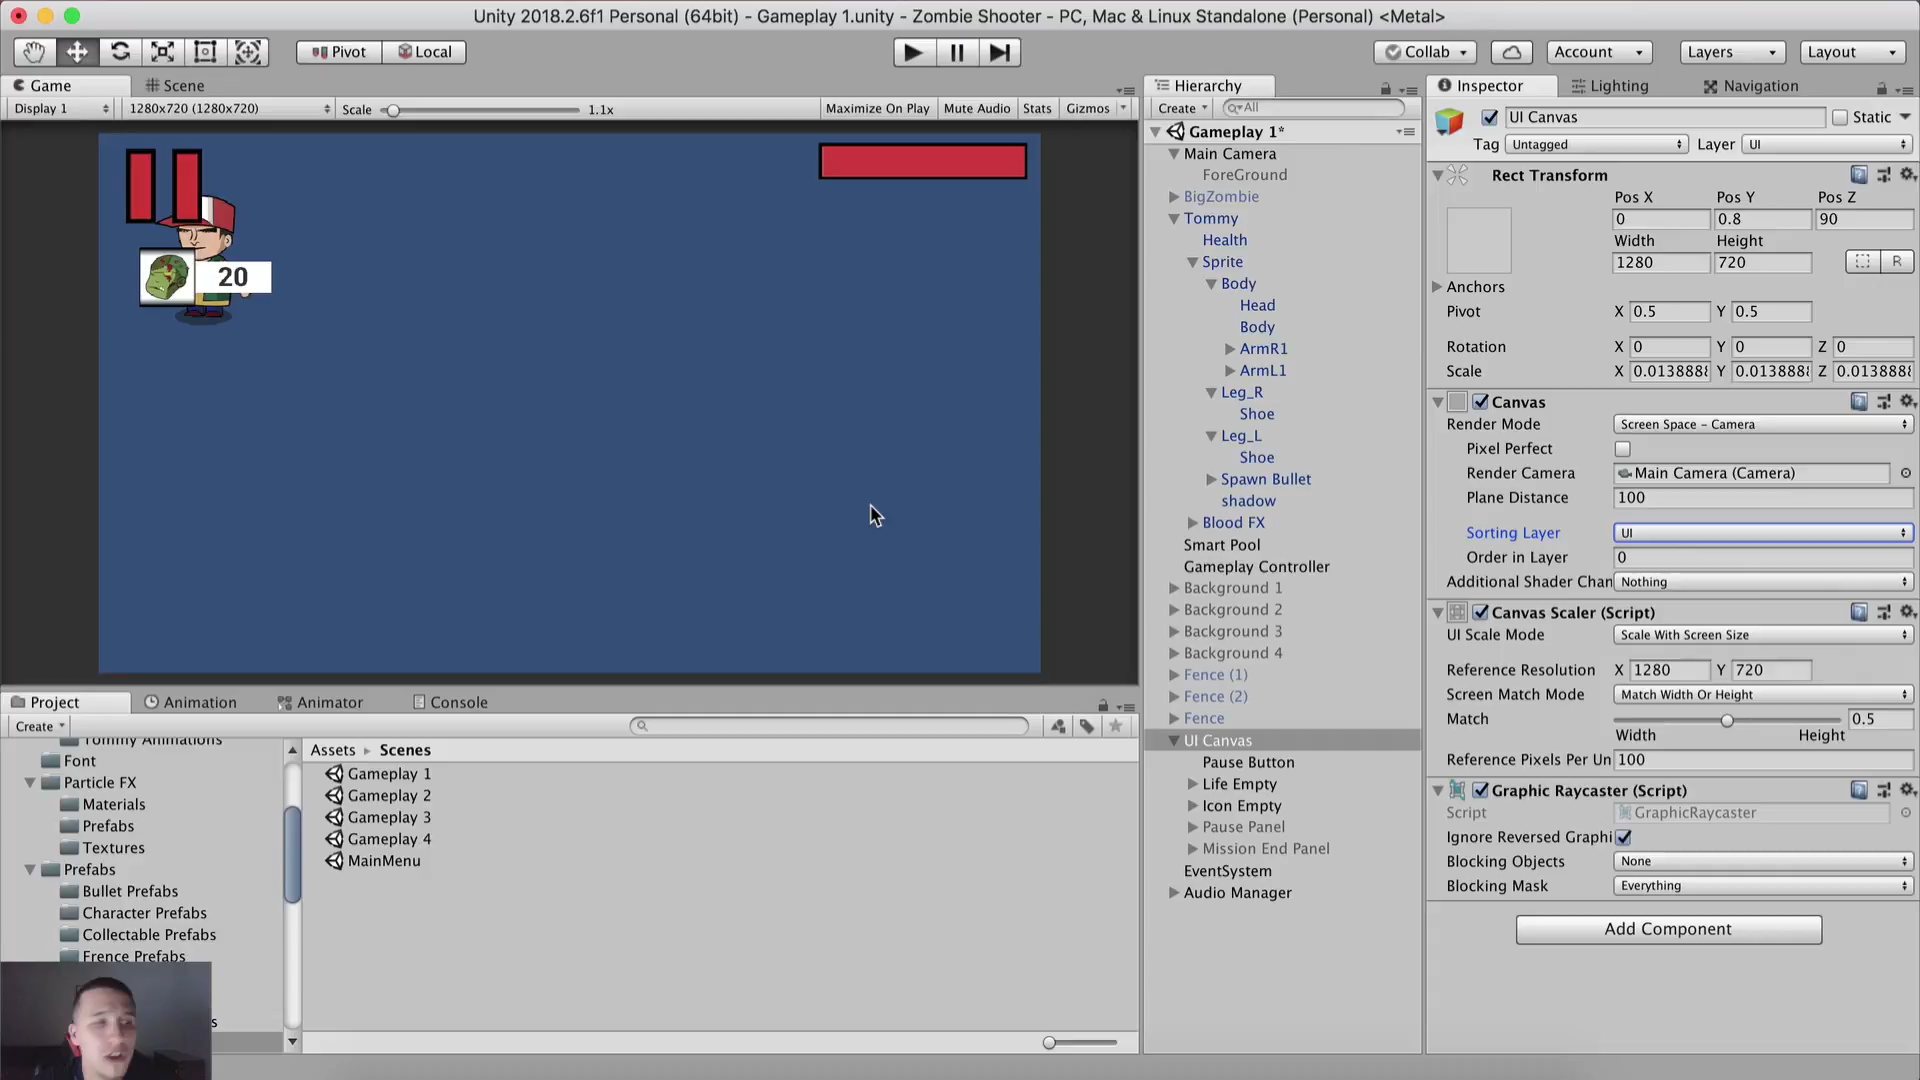 Unity 2018.2.6f1 Personal (64bit) - Gameplay 1.unity - Zombie Shooter - PC, Mac & Linux Standalone (Personal) <Metal>
Pivot
Local
Collab
Account
Layers
Layout
Game
Scene
Display 1
1280x720 (1280x720)
Scale
1.1x
Maximize On Play
Mute Audio
Stats
Gizmos
20
Hierarchy
Create
All
Gameplay 1*
Main Camera
ForeGround
BigZombie
Tommy
Health
Sprite
Body
Head
Body
ArmR1
ArmL1
Leg_R
Shoe
Leg_L
Shoe
Spawn Bullet
shadow
Blood FX
Smart Pool
Gameplay Controller
Background 1
Background 2
Background 3
Background 4
Fence (1)
Fence (2)
Fence
UI Canvas
Pause Button
Life Empty
Icon Empty
Pause Panel
Mission End Panel
EventSystem
Audio Manager
Inspector
Lighting
Navigation
UI Canvas
Static
Tag Untagged
Layer UI
Rect Transform
Pos X Pos Y Pos Z
0 0.8 90
Width Height
1280 720
R
Anchors
Pivot X 0.5 Y 0.5
Rotation X 0 Y 0 Z 0
Scale X 0.013888 Y 0.013888 Z 0.013888
Canvas
Render Mode Screen Space - Camera
Pixel Perfect
Render Camera Main Camera (Camera)
Plane Distance 100
Sorting Layer UI
Order in Layer 0
Additional Shader Chan Nothing
Canvas Scaler (Script)
UI Scale Mode Scale With Screen Size
Reference Resolution X 1280 Y 720
Screen Match Mode Match Width Or Height
Match 0.5
Width Height
Reference Pixels Per Un 100
Graphic Raycaster (Script)
Script GraphicRaycaster
Ignore Reversed Graphi
Blocking Objects None
Blocking Mask Everything
Add Component
Project
Animation
Animator
Console
Create
Tommy Animations
Font
Particle FX
Materials
Prefabs
Textures
Prefabs
Bullet Prefabs
Character Prefabs
Collectable Prefabs
Frence Prefabs
s
Assets Scenes
Gameplay 1
Gameplay 2
Gameplay 3
Gameplay 4
MainMenu